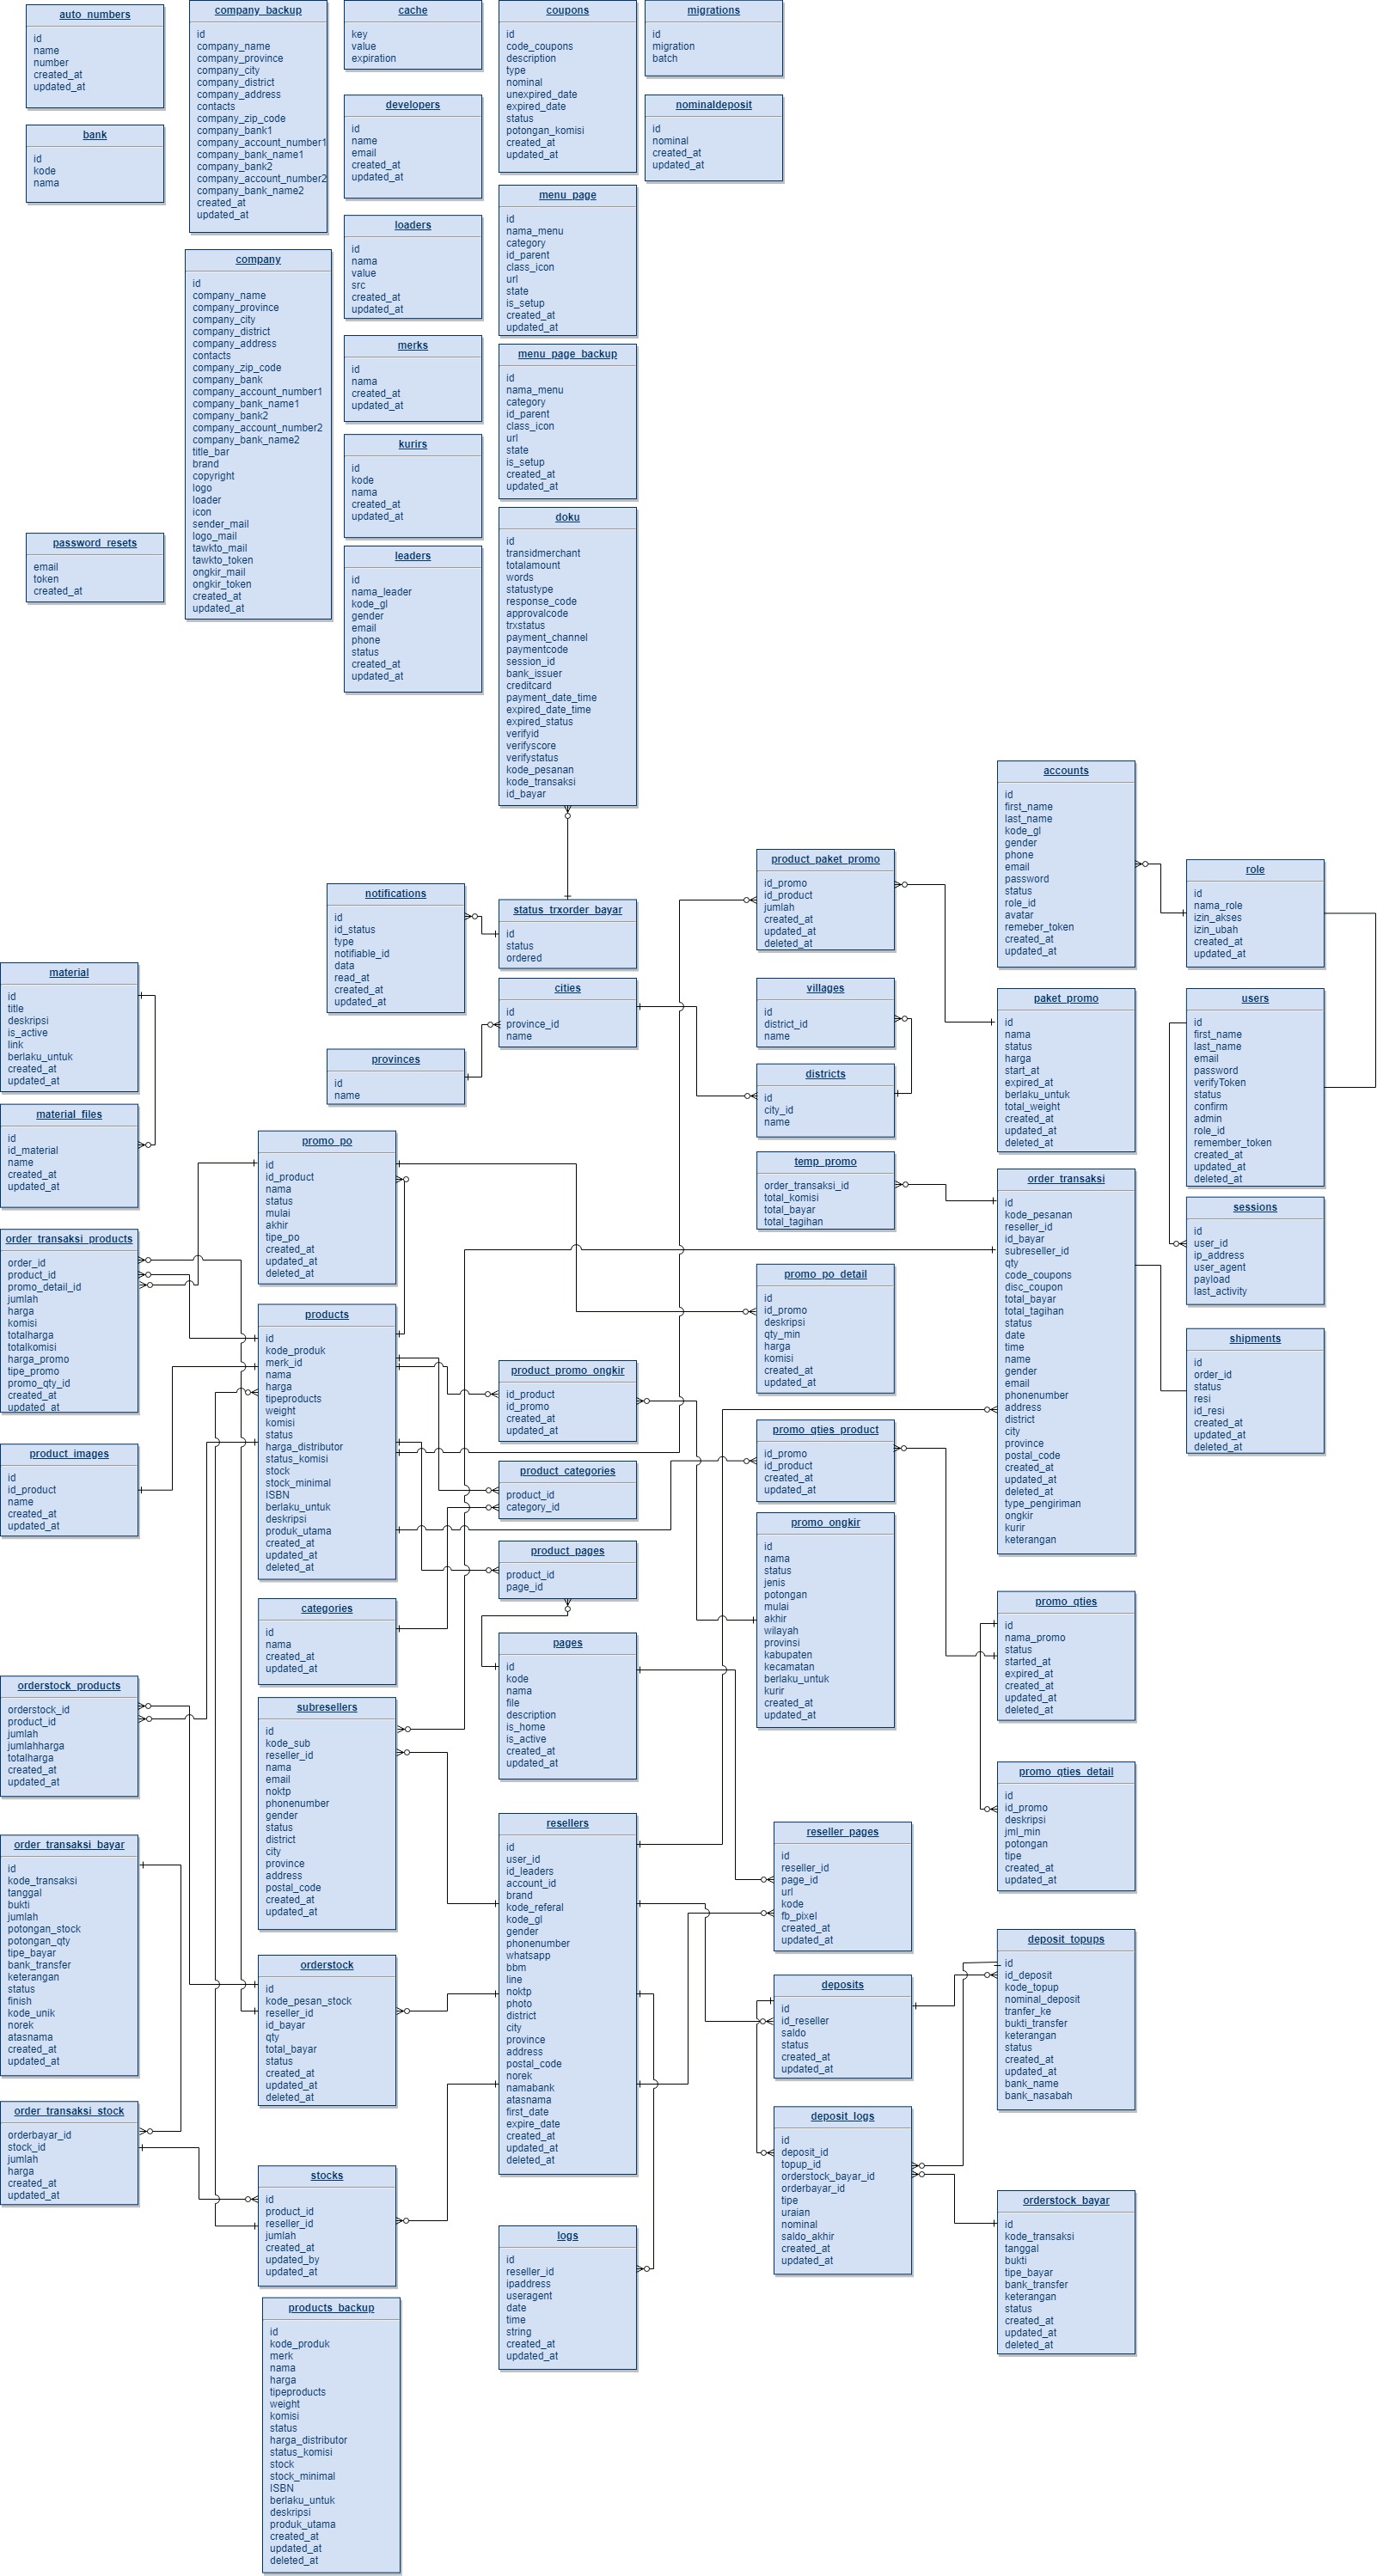 auto_numbers
id
name
number
created_at
updated_at
bank
id
kode
nama
company_backup
id
company_name
company_province
company_city
company_district
company_address
contacts
company_zip_code
company_bank1
company_account_number1
company_bank_name1
company_bank2
company_account_number2
company_bank_name2
created_at
updated_at
cache
key
value
expiration
developers
id
name
email
created_at
updated_at
coupons
id
code_coupons
description
type
nominal
unexpired_date
expired_date
status
potongan_komisi
created_at
updated_at
migrations
id
migration
batch
nominaldeposit
id
nominal
created_at
updated_at
company
id
company_name
company_province
company_city
company_district
company_address
contacts
company_zip_code
company_bank
company_account_number1
company_bank_name1
company_bank2
company_account_number2
company_bank_name2
title_bar
brand
copyright
logo
loader
icon
sender_mail
logo_mail
tawkto_mail
tawkto_token
ongkir_mail
ongkir_token
created_at
updated_at
loaders
id
nama
value
src
created_at
updated_at
menu_page
id
nama_menu
category
id_parent
class_icon
url
state
is_setup
created_at
updated_at
merks
id
nama
created_at
updated_at
menu_page_backup
id
nama_menu
category
id_parent
class_icon
url
state
is_setup
created_at
updated_at
kurirs
id
kode
nama
created_at
updated_at
password_resets
email
token
created_at
leaders
id
nama_leader
kode_gl
gender
email
phone
status
created_at
updated_at
doku
id
transidmerchant
totalamount
words
statustype
response_code
approvalcode
trxstatus
payment_channel
paymentcode
session_id
bank_issuer
creditcard
payment_date_time
expired_date_time
expired_status
verifyid
verifyscore
verifystatus
kode_pesanan
kode_transaksi
id_bayar
accounts
id
first_name
last_name
kode_gl
gender
phone
email
password
status
role_id
avatar
remeber_token
created_at
updated_at
product_paket_promo
id_promo
id_product
jumlah
created_at
updated_at
deleted_at
role
id
nama_role
izin_akses
izin_ubah
created_at
updated_at
notifications
id
id_status
type
notifiable_id
data
read_at
created_at
updated_at
status_trxorder_bayar
id
status
ordered
material
id
title
deskripsi
is_active
link
berlaku_untuk
created_at
updated_at
cities
id
province_id
name
villages
id
district_id
name
paket_promo
id
nama
status
harga
start_at
expired_at
berlaku_untuk
total_weight
created_at
updated_at
deleted_at
users
id
first_name
last_name
email
password
verifyToken
status
confirm
admin
role_id
remember_token
created_at
updated_at
deleted_at
provinces
id
name
districts
id
city_id
name
material_files
id
id_material
name
created_at
updated_at
promo_po
id
id_product
nama
status
mulai
akhir
tipe_po
created_at
updated_at
deleted_at
temp_promo
order_transaksi_id
total_komisi
total_bayar
total_tagihan
order_transaksi
id
kode_pesanan
reseller_id
id_bayar
subreseller_id
qty
code_coupons
disc_coupon
total_bayar
total_tagihan
status
date
time
name
gender
email
phonenumber
address
district
city
province
postal_code
created_at
updated_at
deleted_at
type_pengiriman
ongkir
kurir
keterangan
sessions
id
user_id
ip_address
user_agent
payload
last_activity
order_transaksi_products
order_id
product_id
promo_detail_id
jumlah
harga
komisi
totalharga
totalkomisi
harga_promo
tipe_promo
promo_qty_id
created_at
updated_at
promo_po_detail
id
id_promo
deskripsi
qty_min
harga
komisi
created_at
updated_at
products
id
kode_produk
merk_id
nama
harga
tipeproducts
weight
komisi
status
harga_distributor
status_komisi
stock
stock_minimal
ISBN
berlaku_untuk
deskripsi
produk_utama
created_at
updated_at
deleted_at
shipments
id
order_id
status
resi
id_resi
created_at
updated_at
deleted_at
product_promo_ongkir
id_product
id_promo
created_at
updated_at
promo_qties_product
id_promo
id_product
created_at
updated_at
product_images
id
id_product
name
created_at
updated_at
product_categories
product_id
category_id
promo_ongkir
id
nama
status
jenis
potongan
mulai
akhir
wilayah
provinsi
kabupaten
kecamatan
berlaku_untuk
kurir
created_at
updated_at
product_pages
product_id
page_id
promo_qties
id
nama_promo
status
started_at
expired_at
created_at
updated_at
deleted_at
categories
id
nama
created_at
updated_at
pages
id
kode
nama
file
description
is_home
is_active
created_at
updated_at
orderstock_products
orderstock_id
product_id
jumlah
jumlahharga
totalharga
created_at
updated_at
subresellers
id
kode_sub
reseller_id
nama
email
noktp
phonenumber
gender
status
district
city
province
address
postal_code
created_at
updated_at
promo_qties_detail
id
id_promo
deskripsi
jml_min
potongan
tipe
created_at
updated_at
resellers
id
user_id
id_leaders
account_id
brand
kode_referal
kode_gl
gender
phonenumber
whatsapp
bbm
line
noktp
photo
district
city
province
address
postal_code
norek
namabank
atasnama
first_date
expire_date
created_at
updated_at
deleted_at
reseller_pages
id
reseller_id
page_id
url
kode
fb_pixel
created_at
updated_at
order_transaksi_bayar
id
kode_transaksi
tanggal
bukti
jumlah
potongan_stock
potongan_qty
tipe_bayar
bank_transfer
keterangan
status
finish
kode_unik
norek
atasnama
created_at
updated_at
deposit_topups
id
id_deposit
kode_topup
nominal_deposit
tranfer_ke
bukti_transfer
keterangan
status
created_at
updated_at
bank_name
bank_nasabah
orderstock
id
kode_pesan_stock
reseller_id
id_bayar
qty
total_bayar
status
created_at
updated_at
deleted_at
deposits
id
id_reseller
saldo
status
created_at
updated_at
order_transaksi_stock
orderbayar_id
stock_id
jumlah
harga
created_at
updated_at
deposit_logs
id
deposit_id
topup_id
orderstock_bayar_id
orderbayar_id
tipe
uraian
nominal
saldo_akhir
created_at
updated_at
stocks
id
product_id
reseller_id
jumlah
created_at
updated_by
updated_at
orderstock_bayar
id
kode_transaksi
tanggal
bukti
tipe_bayar
bank_transfer
keterangan
status
created_at
updated_at
deleted_at
logs
id
reseller_id
ipaddress
useragent
date
time
string
created_at
updated_at
products_backup
id
kode_produk
merk
nama
harga
tipeproducts
weight
komisi
status
harga_distributor
status_komisi
stock
stock_minimal
ISBN
berlaku_untuk
deskripsi
produk_utama
created_at
updated_at
deleted_at